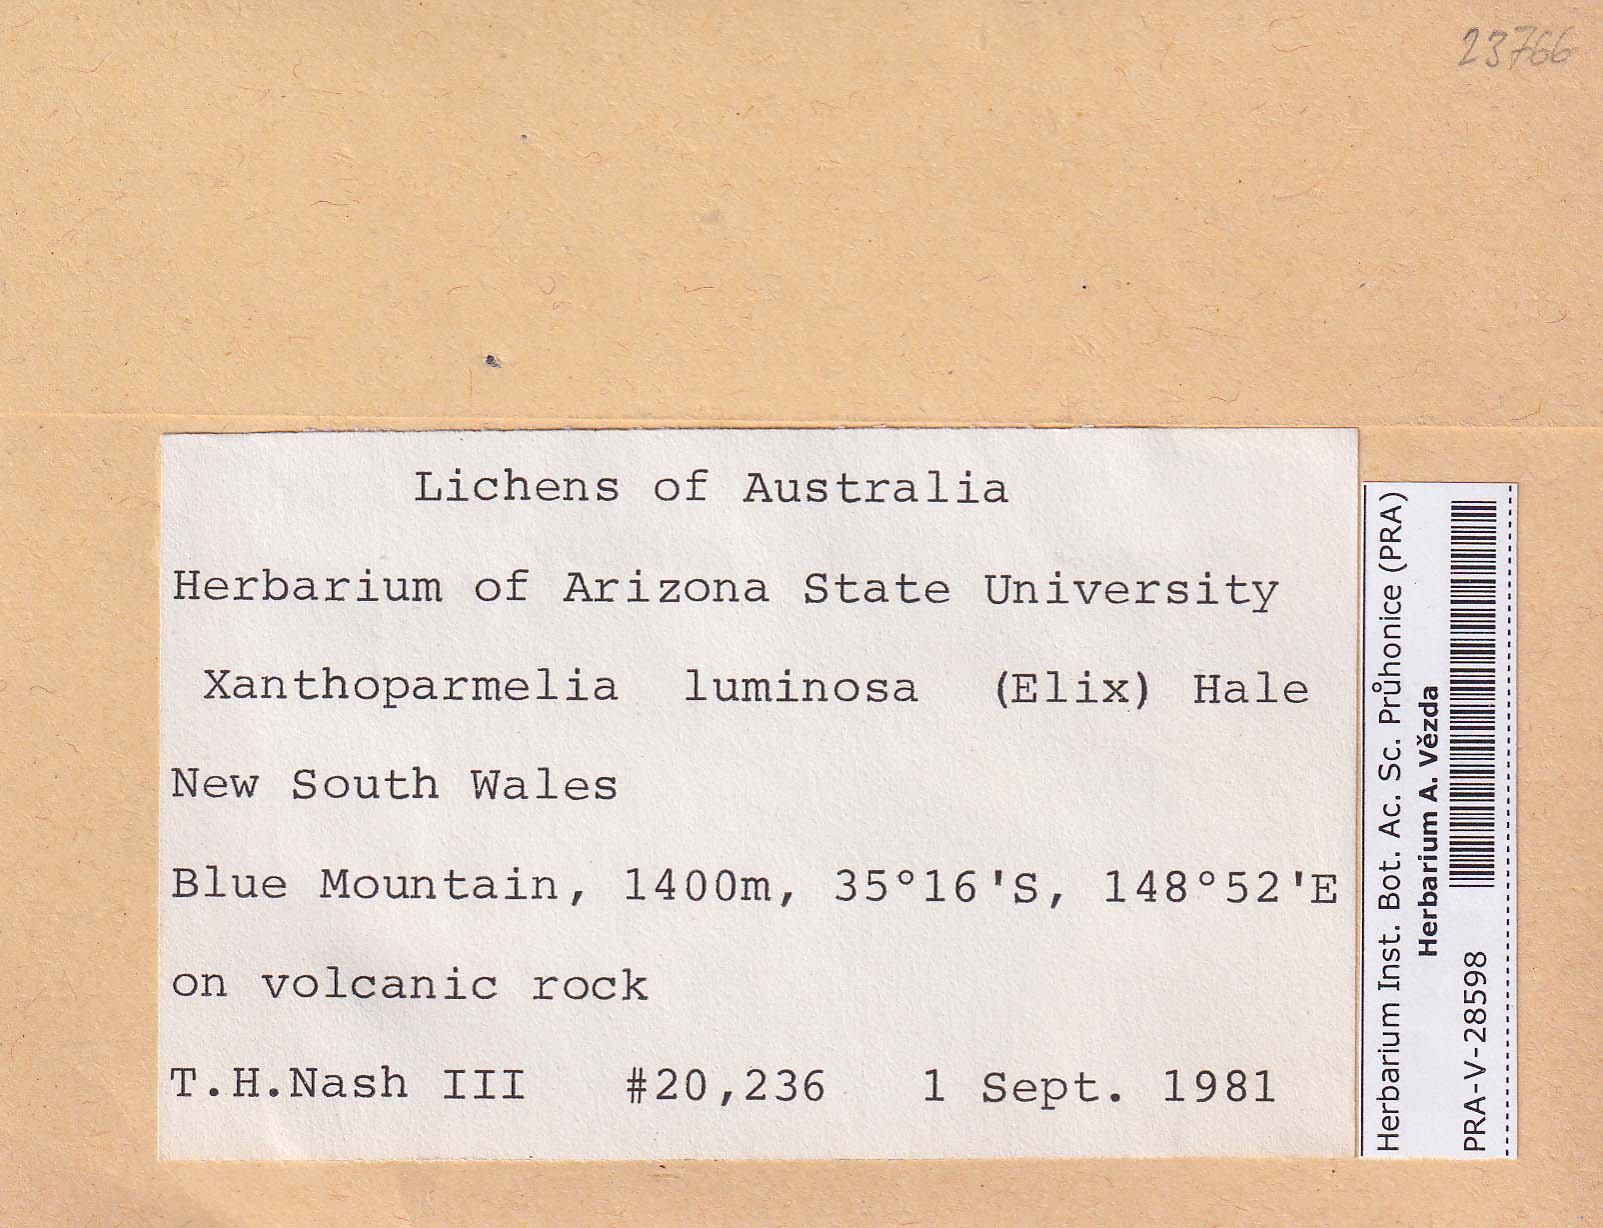 23766
Lichens of Australia
Herbarium of Arizona State University
Xanthoparmelia luminosa (Elix) Hale
New South Wales
Blue Mountain, 1400m, 35°16'S, 148°52'E
on volcanic rock
T.H.Nash III #20,236 1 Sept. 1981
Herbarium Inst. Bot. Ac. Sc. Průhonice (PRA)
Herbarium A. Vězda
PRA-V-28598